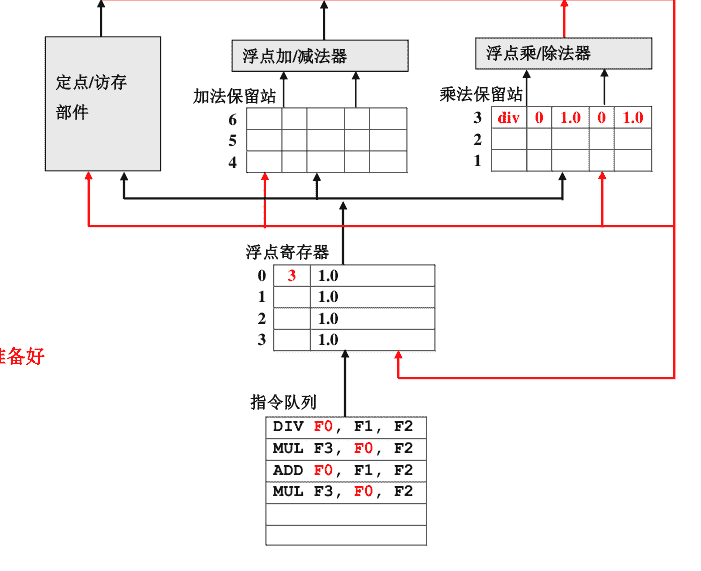 定点/访存
部件
浮点加/减法器
浮点乘/除法器
加法保留站
6
5
4
乘法保留站
3 div 0 1.0 0 1.0
2
1
浮点寄存器
0 3 1.0
1 1.0
2 1.0
3 1.0
备好
指令队列
DIV F0, F1, F2
MUL F3, F0, F2
ADD F0, F1, F2
MUL F3, F0, F2